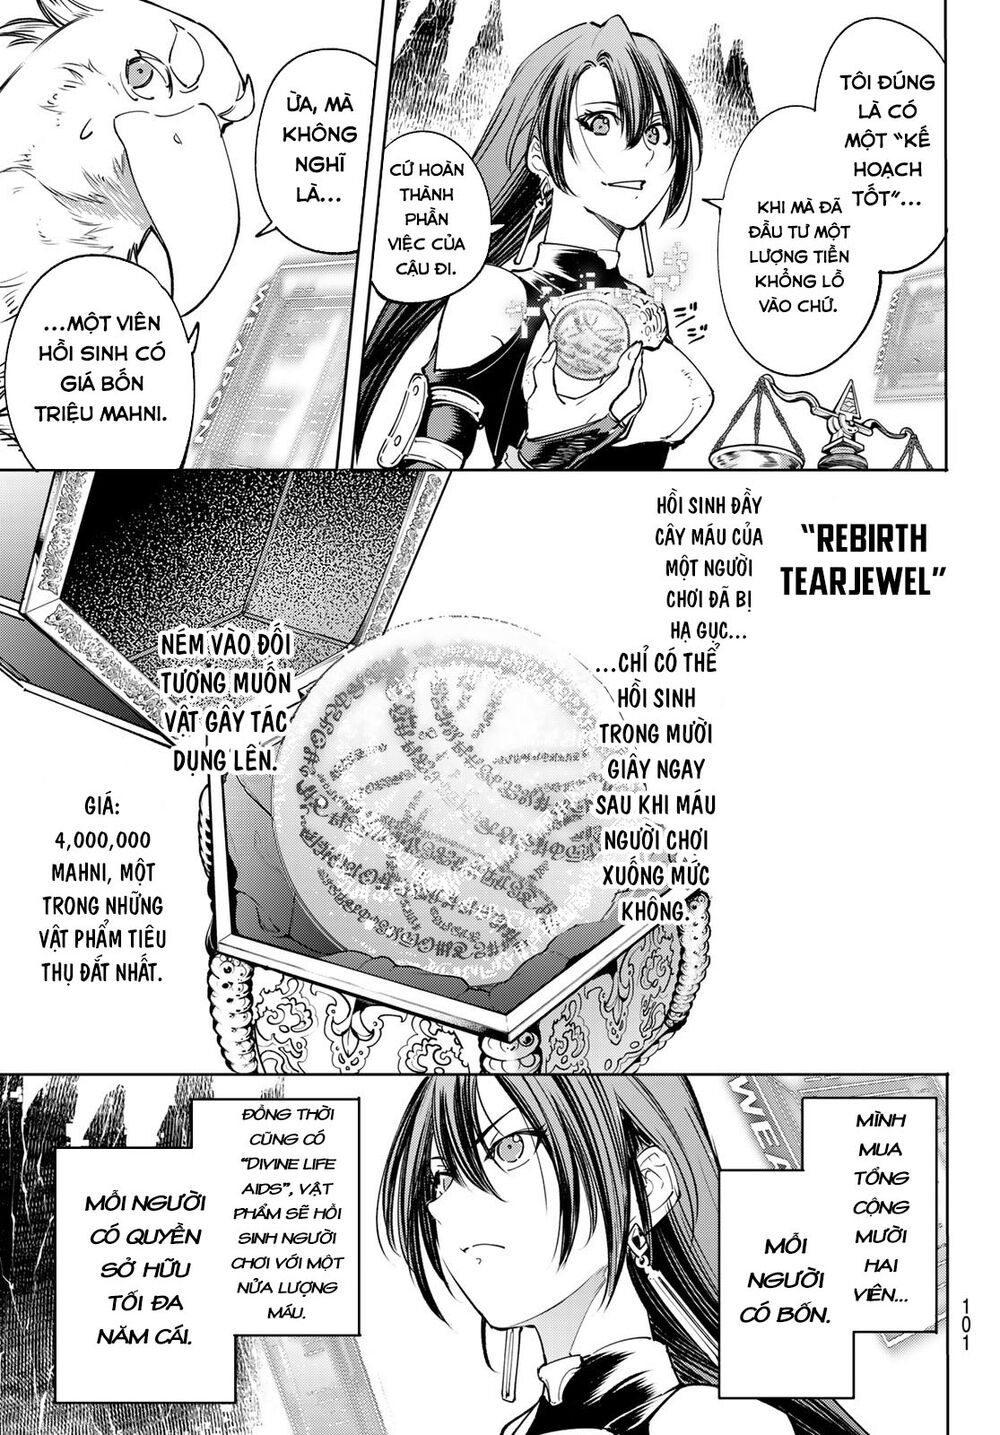 TÔI ĐÚNG
LÀ CÓ
MỘT “KẾ
HOẠCH
TỐT”...
KHI MÀ ĐÃ
ĐẦU TƯ MỘT
LƯỢNG TIỀN
KHỔNG LỒ
VÀO CHỨ.
CỨ HOÀN
THÀNH
PHẦN
VIỆC CỦA
CẬU ĐI.
ỪA, MÀ
KHÔNG
NGHĨ
LÀ...
...MỘT VIÊN
HỒI SINH CÓ
GIÁ BỐN
TRIỆU MAHNI.
WEAPON
“REBIRTH
TEARJEWEL”
HỒI SINH ĐẦY
CÂY MÁU CỦA
MỘT NGƯỜI
CHƠI ĐÃ BỊ
HẠ GỤC...
...CHỈ CÓ THỂ
HỒI SINH
TRONG MƯỜI
GIÂY NGAY
SAU KHI MÁU
NGƯỜI CHƠI
XUỐNG MỨC
KHÔNG.
NÉM VÀO ĐỐI
TƯỢNG MUỐN
VẬT GÂY TÁC
DỤNG LÊN.
GIÁ:
4,000,000
MAHNI, MỘT
TRONG NHỮNG
VẬT PHẨM TIÊU
THỤ ĐẮT NHẤT.
MÌNH
MUA
TỔNG
CỘNG
MƯỜI
HAI
VIÊN...
MỖI
NGƯỜI
CÓ BỐN.
ĐỒNG THỜI
CŨNG CÓ
“DIVINE LIFE
AIDS”, VẬT
PHẨM SẼ HỒI
SINH NGƯỜI
CHƠI VỚI MỘT
NỬA LƯỢNG
MÁU.
MỖI NGƯỜI
CÓ QUYỀN
SỞ HỮU
TỐI ĐA
NĂM CÁI.
101